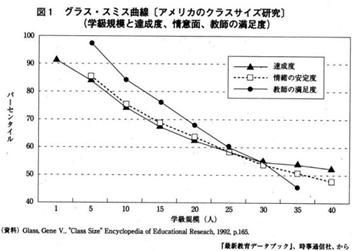 図1 グラス・スミス曲線〔アメリカのクラスサイズ研究〕
(学級規模と達成度、情意面、教師の満足度)
パーセンタイル
100
90
80
70
60
50
40
達成度
情緒の安定度
教師の満足度
1 5 10 15 20 25 30 35 40
学級規模(人)
(資料) Glass, Gene V., "Class Size" Encyclopedia of Educational Reseach, 1992, p.165.
『最新教育データブック』、時事通信社、から